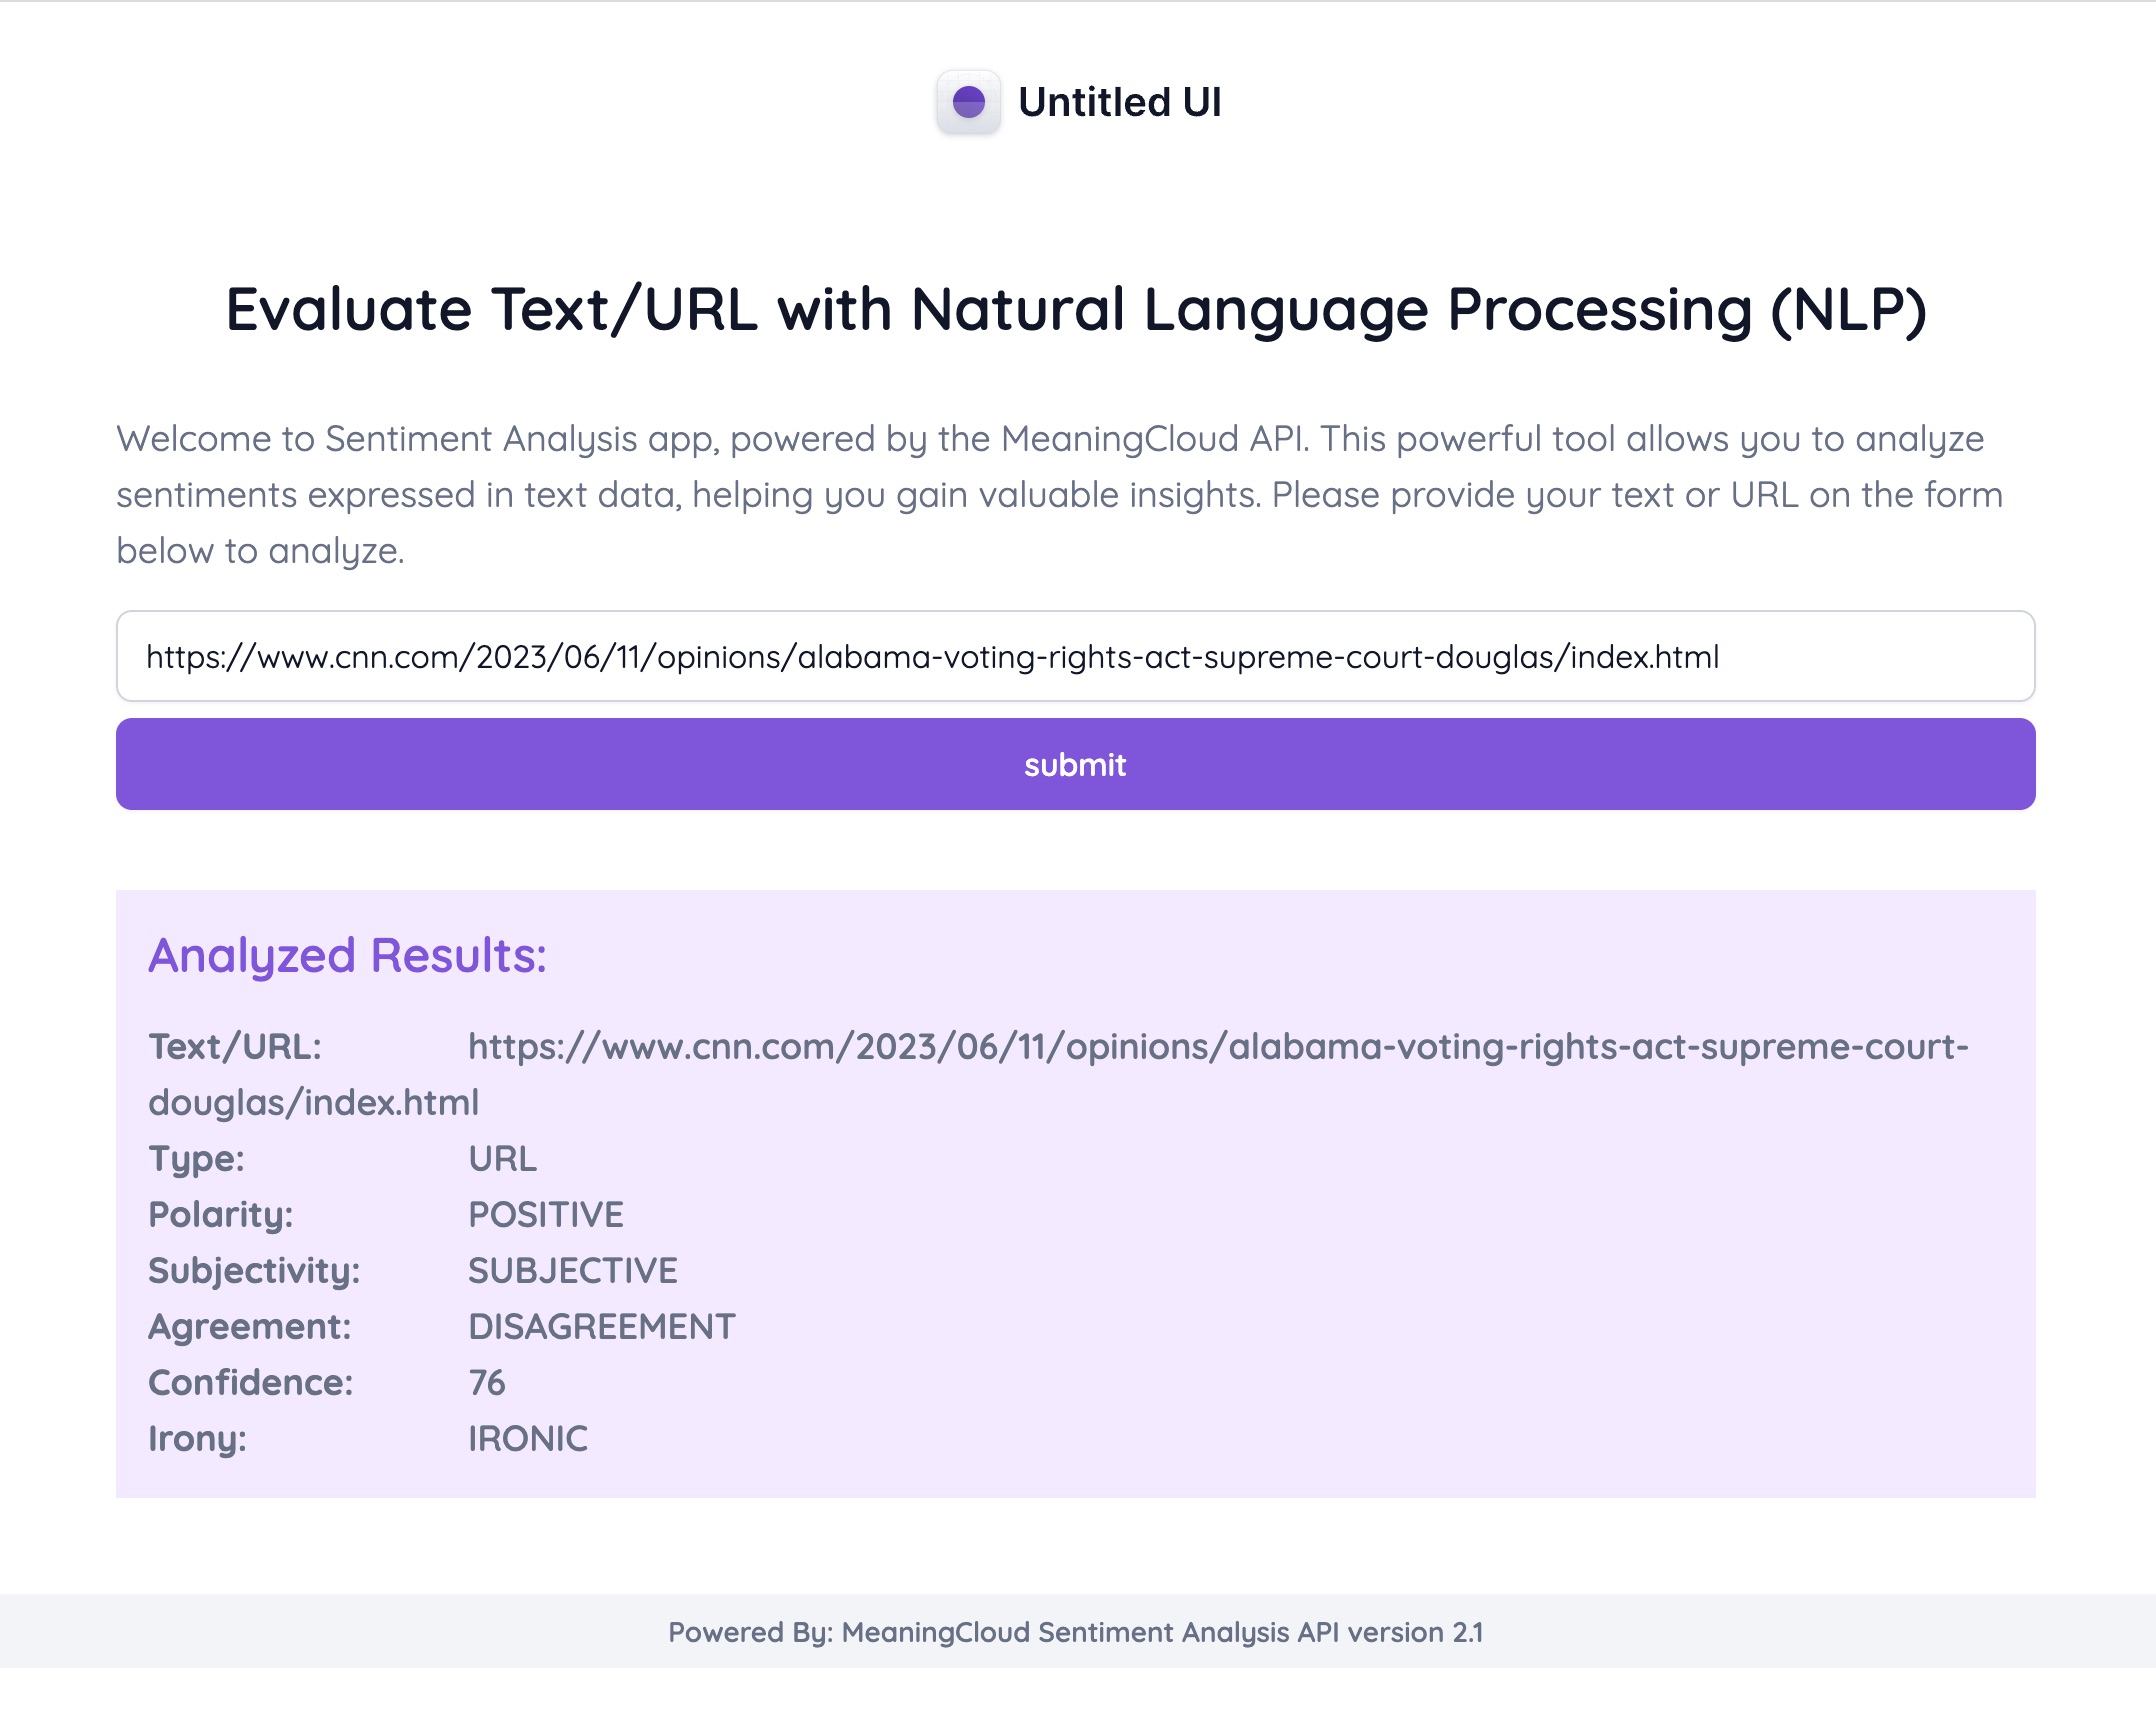 Untitled UI
Evaluate Text/URL with Natural Language Processing (NLP)
Welcome to Sentiment Analysis app, powered by the MeaningCloud API. This powerful tool allows you to analyze
sentiments expressed in text data, helping you gain valuable insights. Please provide your text or URL on the form
below to analyze.
https://www.cnn.com/2023/06/11/opinions/alabama-voting-rights-act-supreme-court-douglas/index.html
submit
Analyzed Results:
Text/URL: https://www.cnn.com/2023/06/11/opinions/alabama-voting-rights-act-supreme-court-
douglas/index.html
Type: URL
Polarity: POSITIVE
Subjectivity: SUBJECTIVE
Agreement: DISAGREEMENT
Confidence: 76
Irony: IRONIC
Powered By: MeaningCloud Sentiment Analysis API version 2.1